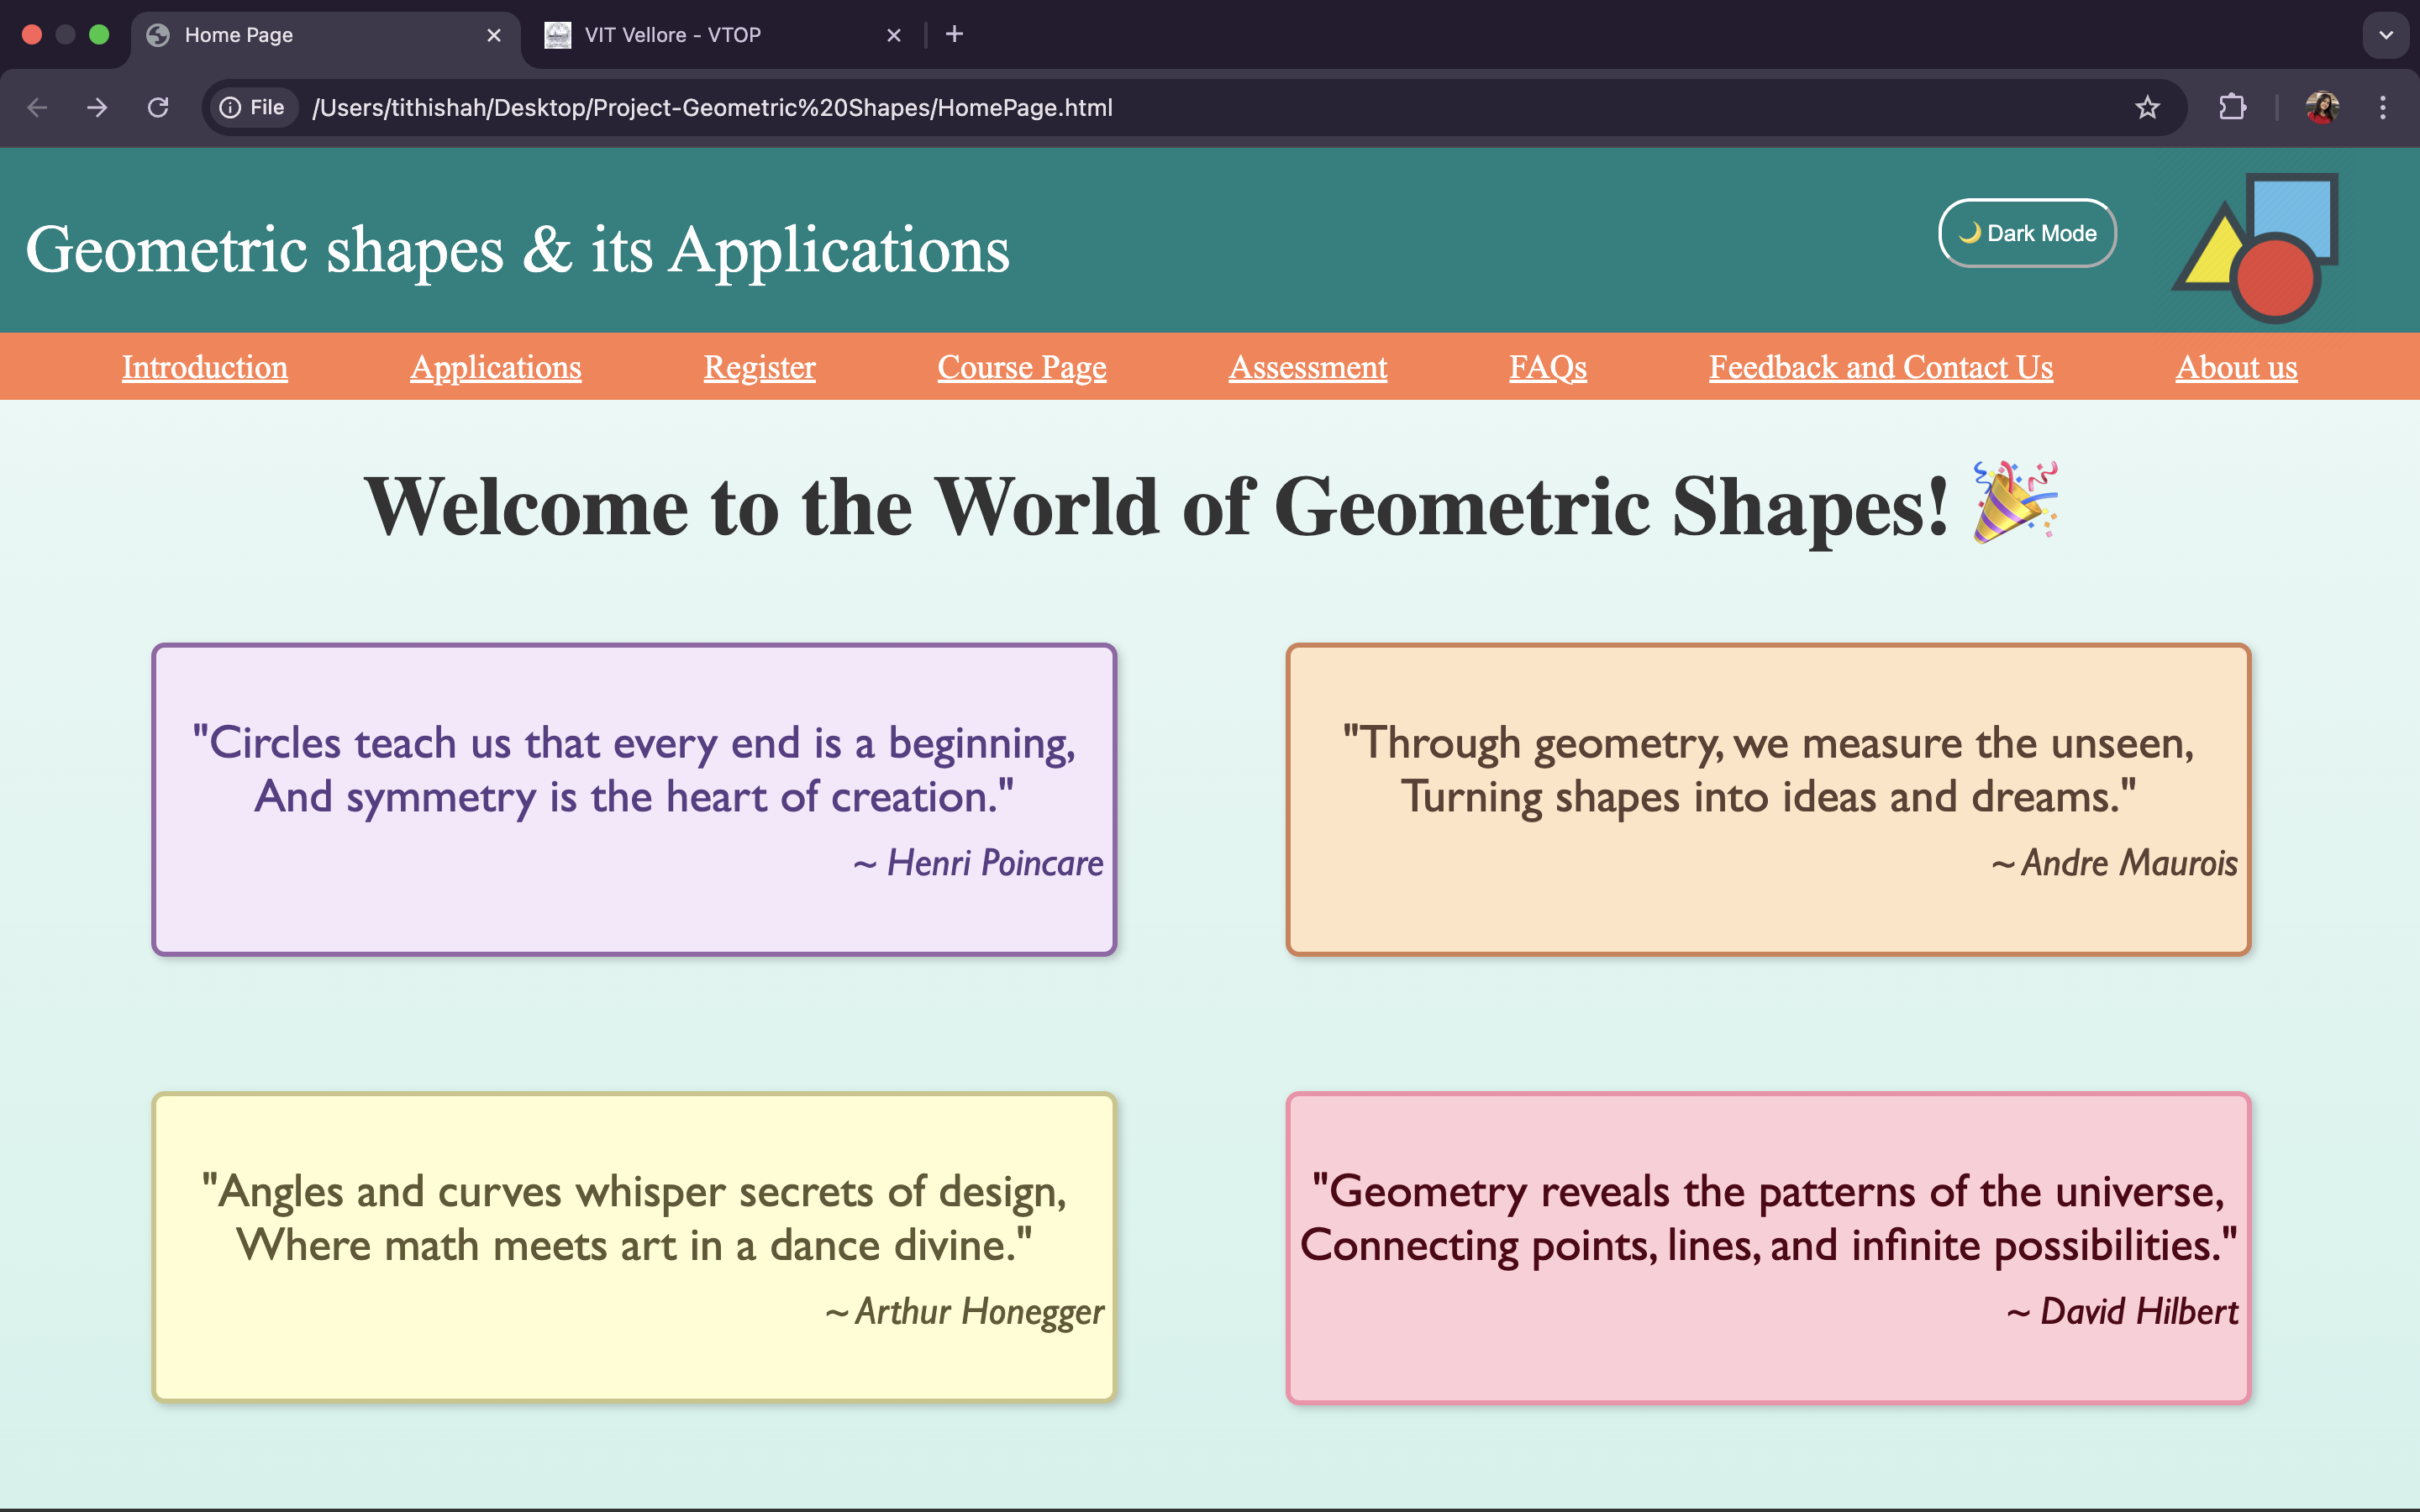 Home Page
VIT Vellore - VTOP
File
/Users/tithishah/Desktop/Project-Geometric%20Shapes/HomePage.html
Geometric shapes & its Applications
🌙 Dark Mode
Introduction Applications Register Course Page Assessment FAQs Feedback and Contact Us About us
Welcome to the World of Geometric Shapes! 🎉
"Circles teach us that every end is a beginning,
And symmetry is the heart of creation."
~ Henri Poincare
"Through geometry, we measure the unseen,
Turning shapes into ideas and dreams."
~ Andre Maurois
"Angles and curves whisper secrets of design,
Where math meets art in a dance divine."
~ Arthur Honegger
"Geometry reveals the patterns of the universe,
Connecting points, lines, and infinite possibilities."
~ David Hilbert